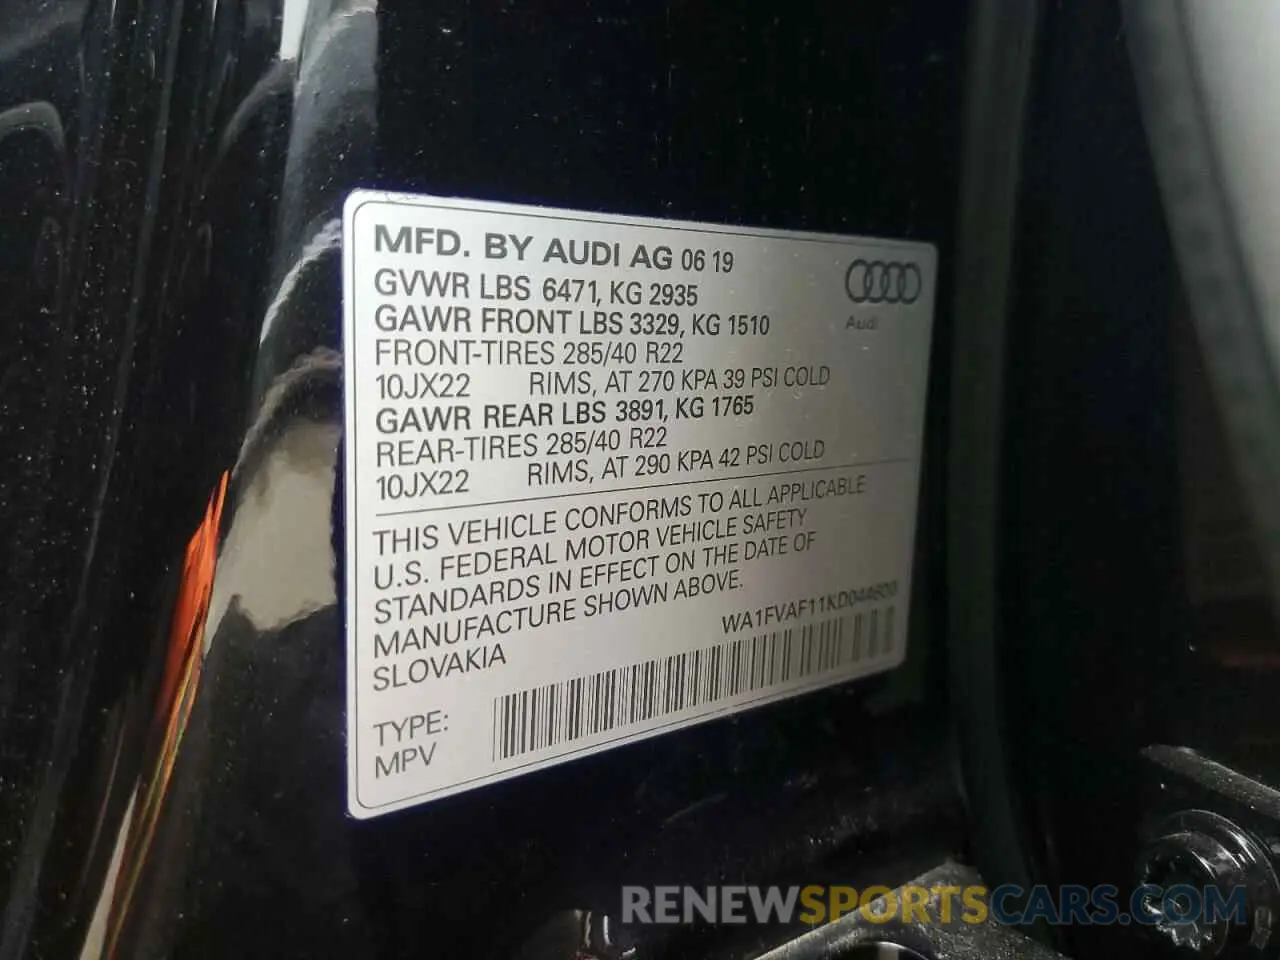 MFD. BY AUDI AG 06 19
GVWR LBS 6471, KG 2935
GAWR FRONT LBS 3329, KG 1510
FRONT-TIRES 285/40 R22
10JX22 RIMS, AT 270 KPA 39 PSI COLD
GAWR REAR LBS 3891, KG 1765
REAR-TIRES 285/40 R22
10JX22 RIMS, AT 290 KPA 42 PSI COLD
Audi
THIS VEHICLE CONFORMS TO ALL APPLICABLE
U.S. FEDERAL MOTOR VEHICLE SAFETY
STANDARDS IN EFFECT ON THE DATE OF
MANUFACTURE SHOWN ABOVE.
SLOVAKIA
TYPE:
MPV
RENEWSPORTSCARS.COM